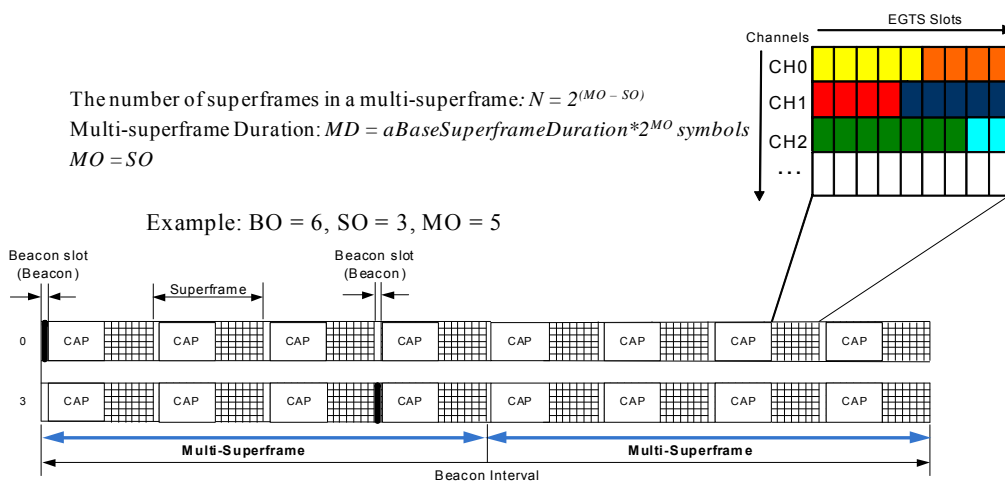 EGTS Slots
Channels
CH0
CH1
CH2
...
The number of superframes in a multi-superframe: N = 2^(MO – SO)
Multi-superframe Duration: MD = aBaseSuperframeDuration*2^MO symbols
MO = SO
Example: BO = 6, SO = 3, MO = 5
Beacon slot
(Beacon)
Superframe
Beacon slot
(Beacon)
0 CAP CAP CAP CAP CAP CAP CAP CAP
3 CAP CAP CAP CAP CAP CAP CAP CAP
Multi-Superframe Multi-Superframe
Beacon Interval